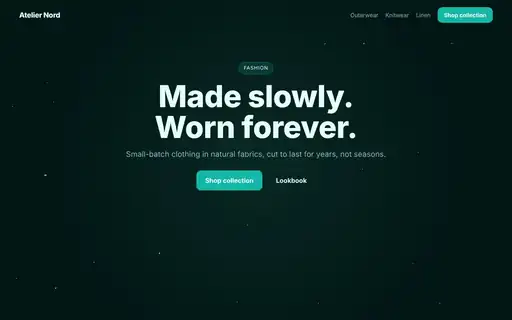 Atelier Nord
Outerwear Knitwear Linen Shop collection
FASHION
Made slowly.
Worn forever.
Small-batch clothing in natural fabrics, cut to last for years, not seasons.
Shop collection Lookbook